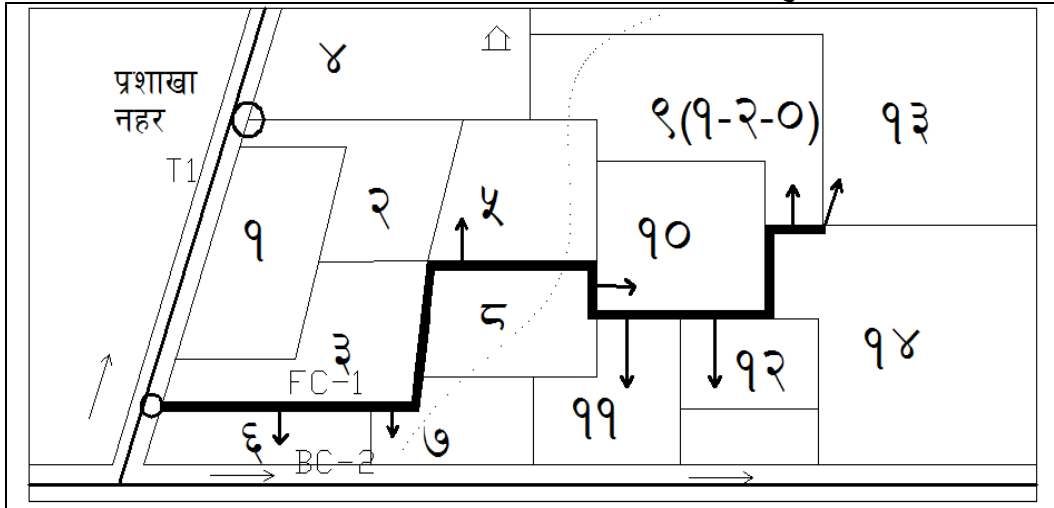 ४
प्रशाखा
नहर
९(१-२-०)
१३
T1
२
५
१
१०
८
३
१४
१२
FC-1
११
६
७
BC-2